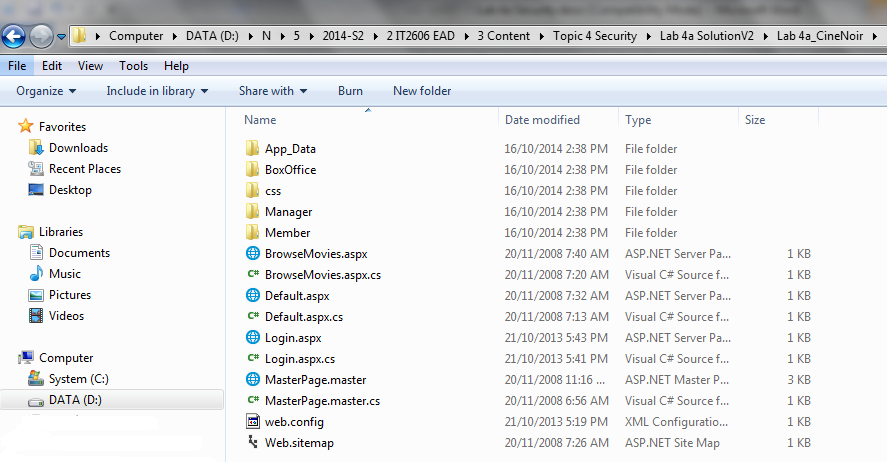 Computer DATA (D:) N 5 2014-S2 2 IT2606 EAD 3 Content Topic 4 Security Lab 4a SolutionV2 Lab 4a_CineNoir
File Edit View Tools Help
Organize Include in library Share with Burn New folder
Name Date modified Type Size
Favorites
Downloads
Recent Places
Desktop
Libraries
Documents
Music
Pictures
Videos
Computer
System (C:)
DATA (D:)
App_Data 16/10/2014 2:38 PM File folder
BoxOffice 16/10/2014 2:38 PM File folder
css 16/10/2014 2:38 PM File folder
Manager 16/10/2014 2:38 PM File folder
Member 16/10/2014 2:38 PM File folder
BrowseMovies.aspx 20/11/2008 7:40 AM ASP.NET Server Pa... 1 KB
BrowseMovies.aspx.cs 20/11/2008 7:20 AM Visual C# Source f... 1 KB
Default.aspx 20/11/2008 7:32 AM ASP.NET Server Pa... 1 KB
Default.aspx.cs 20/11/2008 7:13 AM Visual C# Source f... 1 KB
Login.aspx 21/10/2013 5:43 PM ASP.NET Server Pa... 1 KB
Login.aspx.cs 21/10/2013 5:41 PM Visual C# Source f... 1 KB
MasterPage.master 20/11/2008 11:16 ... ASP.NET Master P... 3 KB
MasterPage.master.cs 20/11/2008 6:56 AM Visual C# Source f... 1 KB
web.config 21/10/2013 5:19 PM XML Configuratio... 1 KB
Web.sitemap 20/11/2008 7:26 AM ASP.NET Site Map 1 KB